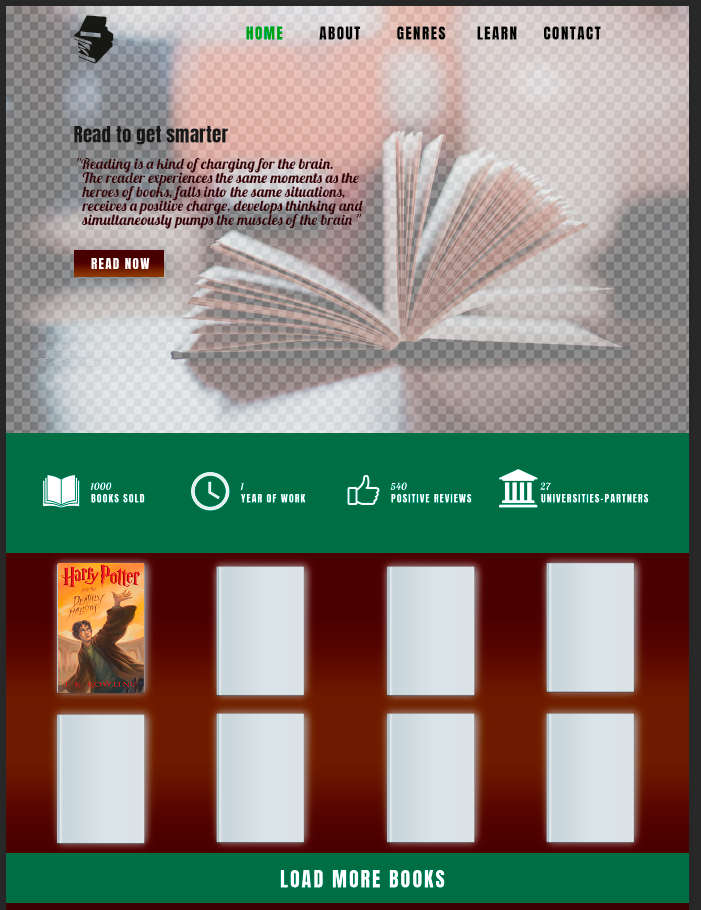 HOME ABOUT GENRES LEARN CONTACT
Read to get smarter
"Reading is a kind of charging for the brain.
The reader experiences the same moments as the
heroes of books, falls into the same situations,
receives a positive charge, develops thinking and
simultaneously pumps the muscles of the brain "
READ NOW
1000
BOOKS SOLD
1
YEAR OF WORK
540
POSITIVE REVIEWS
27
UNIVERSITIES-PARTNERS
Harry Potter
AND THE
DEATHLY
HALLOWS
J. K. ROWLING
LOAD MORE BOOKS